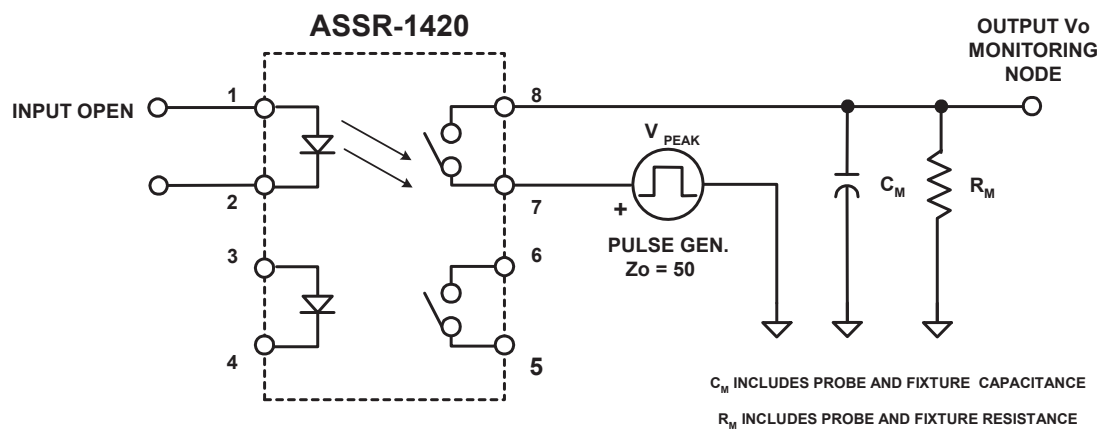 ASSR-1420
OUTPUT Vo
MONITORING
NODE
INPUT OPEN
1
8
V PEAK
2
7
+
C M
R M
PULSE GEN.
Zo = 50
3
6
4
5
C M INCLUDES PROBE AND FIXTURE CAPACITANCE
R M INCLUDES PROBE AND FIXTURE RESISTANCE